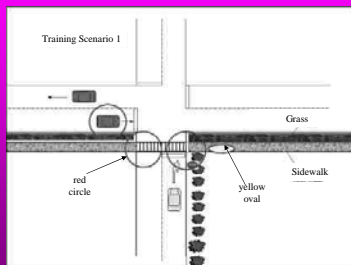 Training Scenario 1
Grass
Sidewalk
red
circle
yellow
oval